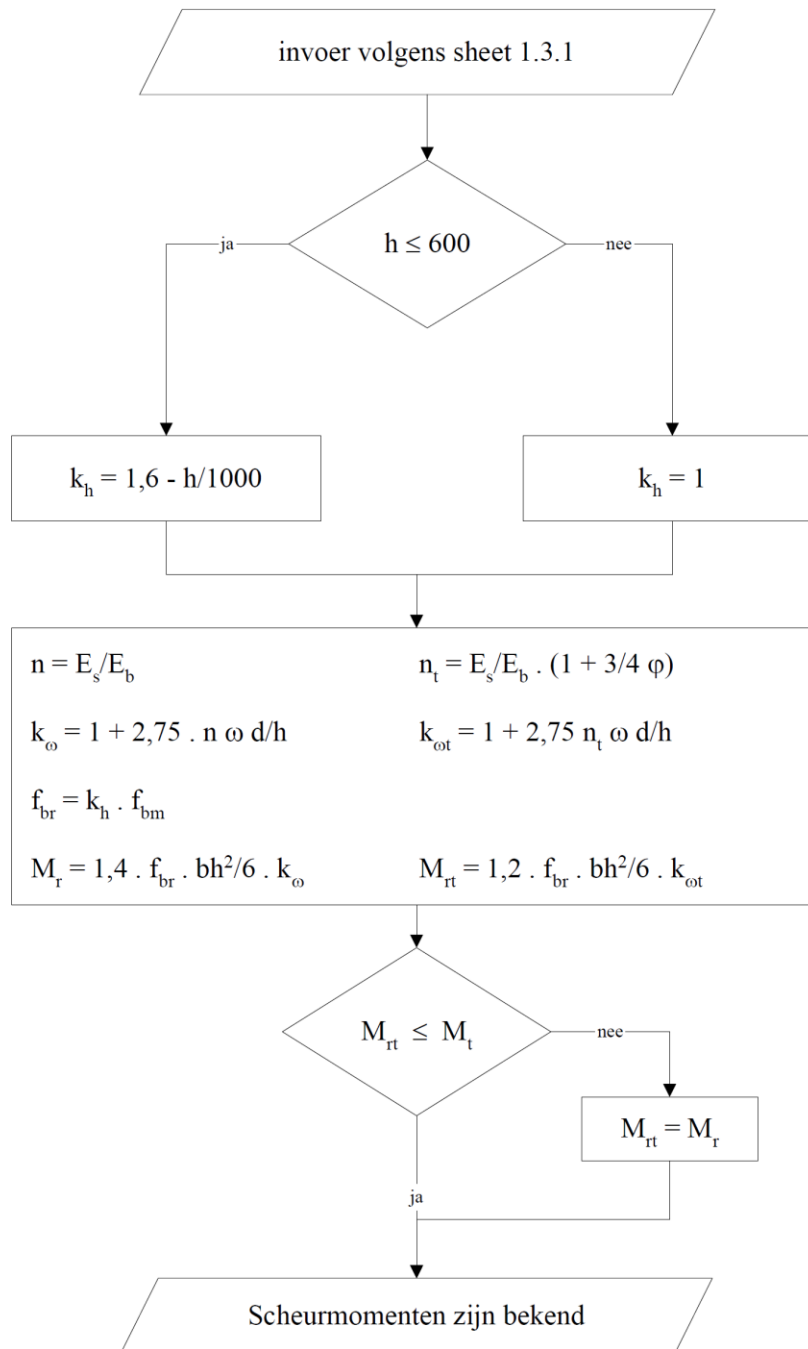 invoer volgens sheet 1.3.1
h ≤ 600
ja
nee
k_h = 1,6 - h/1000
k_h = 1
n = E_s/E_b
n_t = E_s/E_b . (1 + 3/4 φ)
k_ω = 1 + 2,75 . n ω d/h
k_ωt = 1 + 2,75 n_t ω d/h
f_br = k_h . f_bm
M_r = 1,4 . f_br . bh²/6 . k_ω
M_rt = 1,2 . f_br . bh²/6 . k_ωt
M_rt ≤ M_t
nee
M_rt = M_r
ja
Scheurmomenten zijn bekend